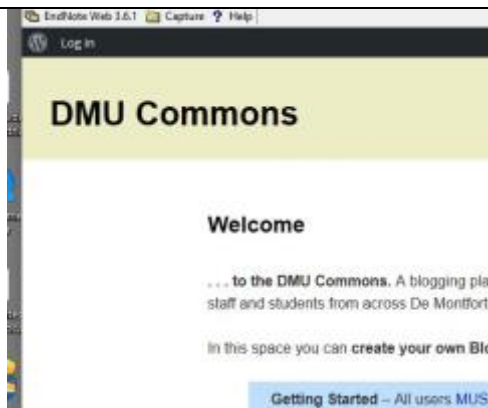 EndNote Web 3.6.1 Capture ? Help
Log In
DMU Commons
Welcome
. . . to the DMU Commons. A blogging pla
staff and students from across De Montfort
In this space you can create your own Blo
Getting Started – All users MUS